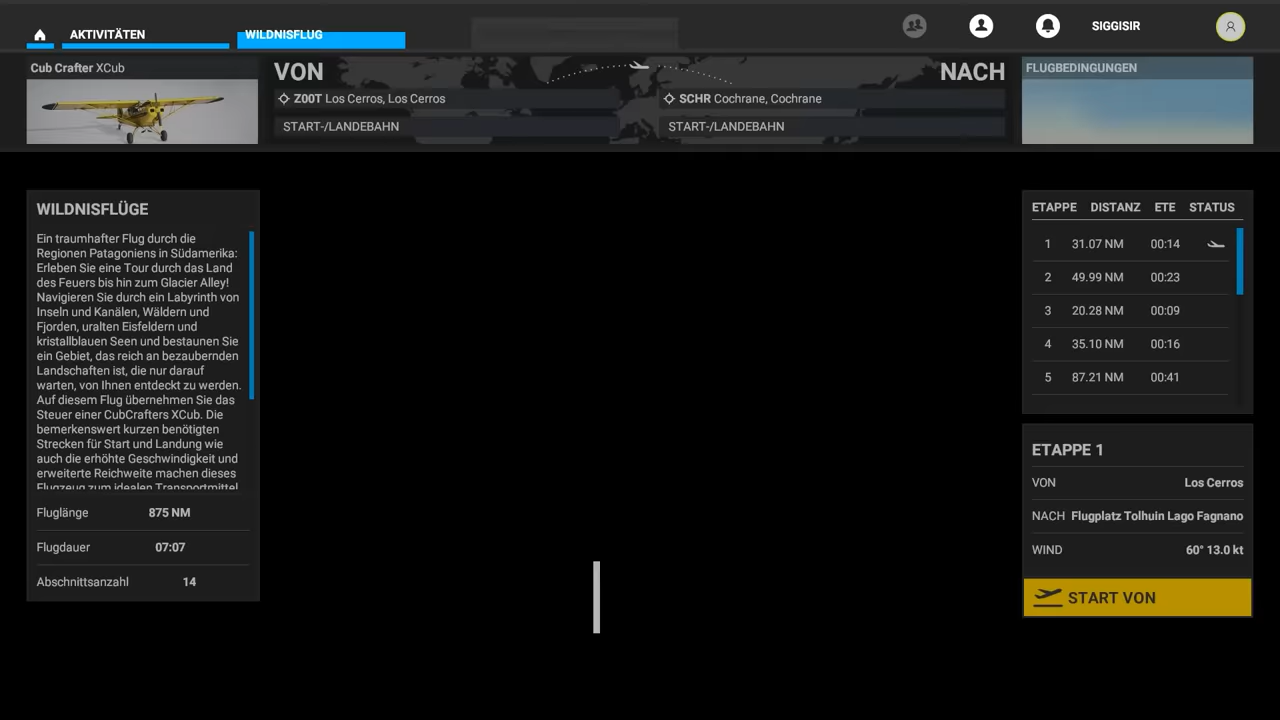 AKTIVITÄTEN
WILDNISFLUG
SIGGISIR
Cub Crafter XCub
VON
NACH
Z00T Los Cerros, Los Cerros
SCHR Cochrane, Cochrane
START-/LANDEBAHN
START-/LANDEBAHN
FLUGBEDINGUNGEN
WILDNISFLÜGE
Ein traumhafter Flug durch die
Regionen Patagoniens in Südamerika:
Erleben Sie eine Tour durch das Land
des Feuers bis hin zum Glacier Alley!
Navigieren Sie durch ein Labyrinth von
Inseln und Kanälen, Wäldern und
Fjorden, uralten Eisfeldern und
kristallblauen Seen und bestaunen Sie
ein Gebiet, das reich an bezaubernden
Landschaften ist, die nur darauf
warten, von Ihnen entdeckt zu werden.
Auf diesem Flug übernehmen Sie das
Steuer einer CubCrafters XCub. Die
bemerkenswert kurzen benötigten
Strecken für Start und Landung wie
auch die erhöhte Geschwindigkeit und
erweiterte Reichweite machen dieses
Flugzeug zum idealen Transportmittel
Fluglänge 875 NM
Flugdauer 07:07
Abschnittsanzahl 14
ETAPPE DISTANZ ETE STATUS
1 31.07 NM 00:14
2 49.99 NM 00:23
3 20.28 NM 00:09
4 35.10 NM 00:16
5 87.21 NM 00:41
ETAPPE 1
VON Los Cerros
NACH Flugplatz Tolhuin Lago Fagnano
WIND 60° 13.0 kt
START VON